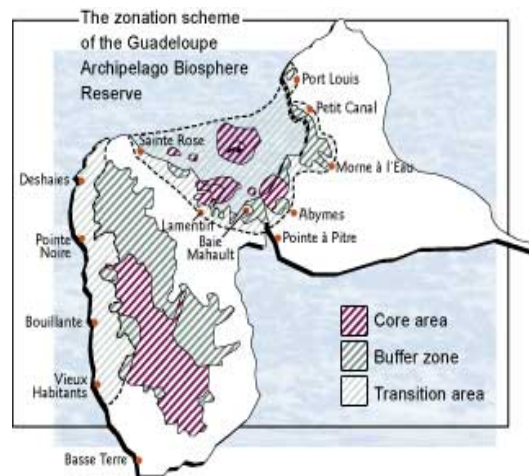 The zonation scheme
of the Guadeloupe
Archipelago Biosphere
Reserve
Port Louis
Petit Canal
Sainte Rose
Morne à l'Eau
Deshaies
Lamentin
Abymes
Baie
Mahault
Pointe à Pitre
Pointe
Noire
Core area
Bouillante
Buffer zone
Transition area
Vieux
Habitants
Basse Terre